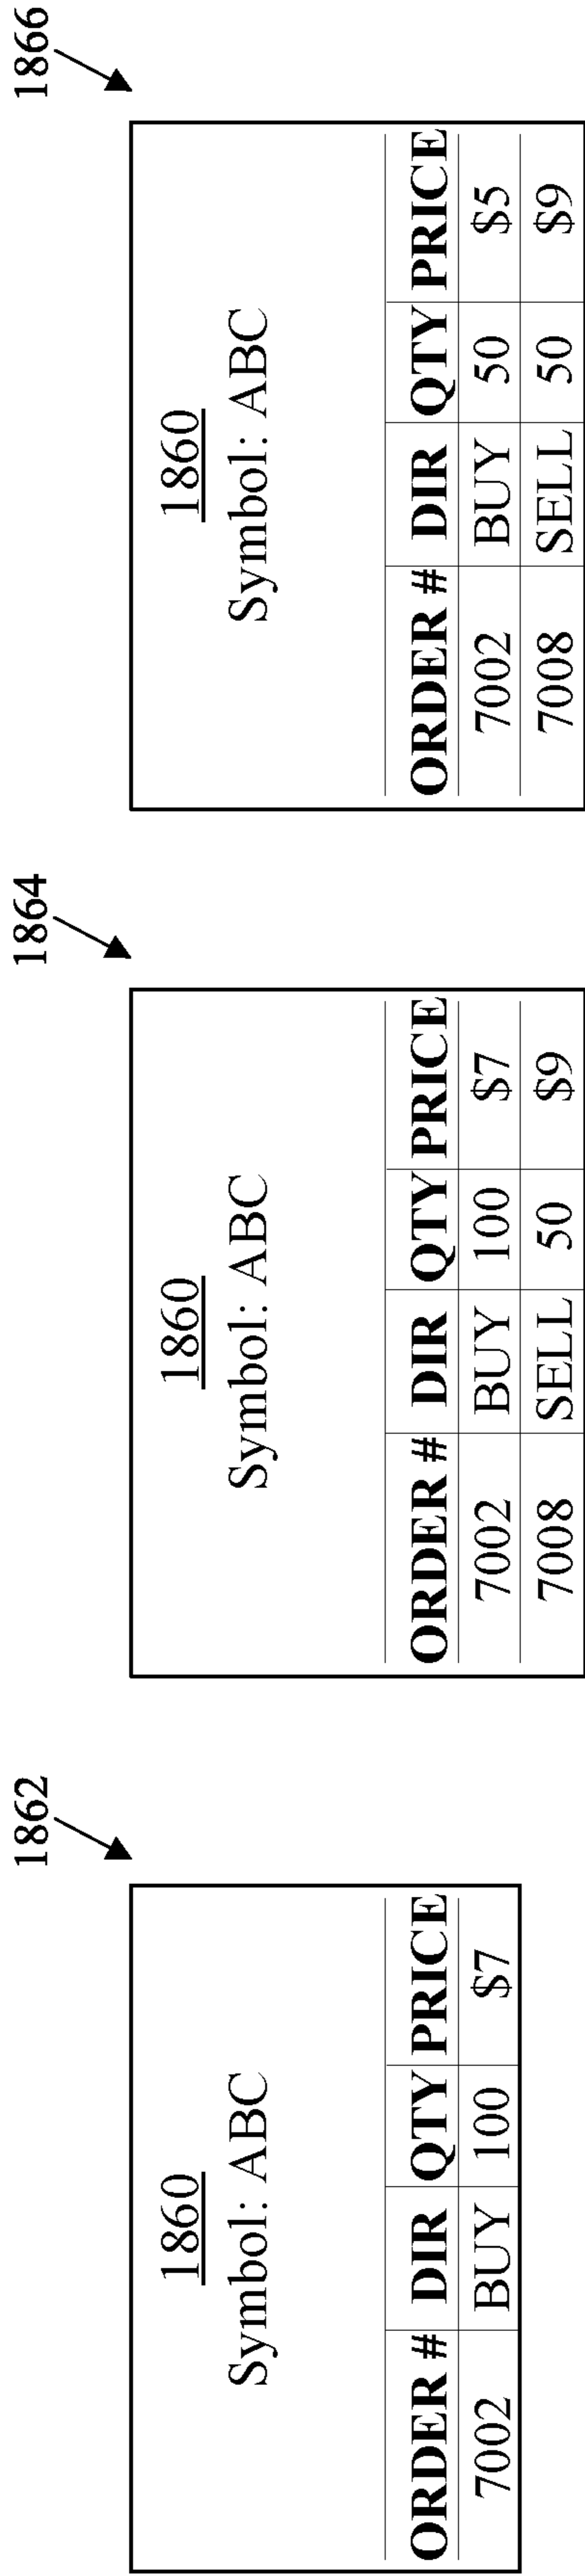 1862
1860
Symbol: ABC
ORDER # DIR QTY PRICE
7002 BUY 100 $7
1864
1860
Symbol: ABC
ORDER # DIR QTY PRICE
7002 BUY 100 $7
7008 SELL 50 $9
1866
1860
Symbol: ABC
ORDER # DIR QTY PRICE
7002 BUY 50 $5
7008 SELL 50 $9